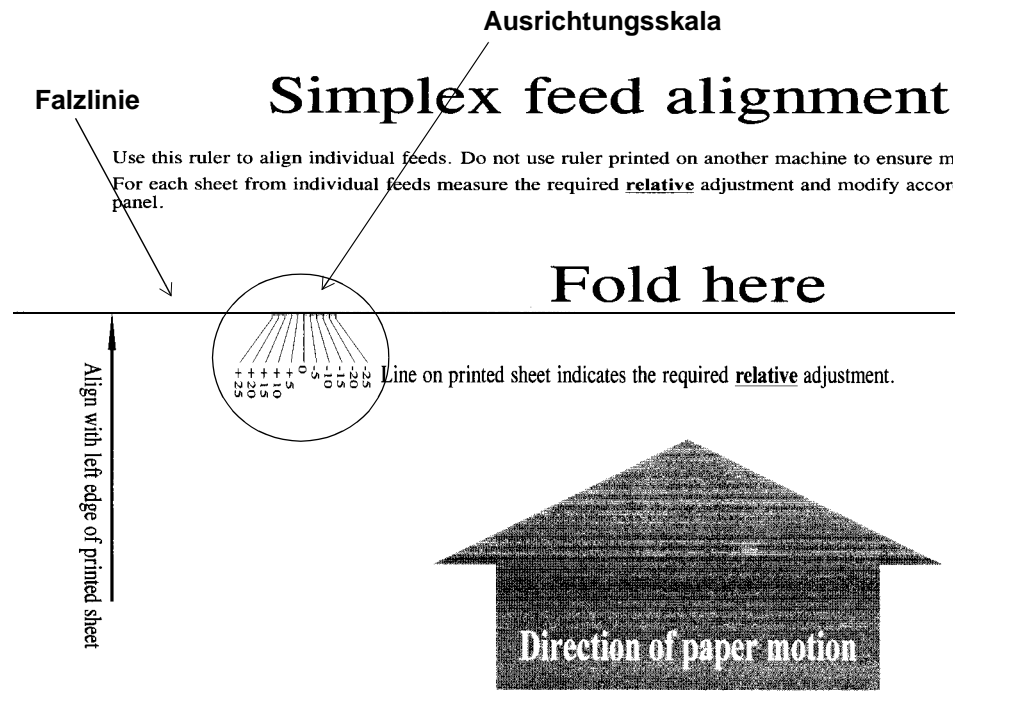 Ausrichtungsskala
Falzlinie
Simplex feed alignment
Use this ruler to align individual feeds. Do not use ruler printed on another machine to ensure m
For each sheet from individual feeds measure the required relative adjustment and modify accor
panel.
Fold here
+25
+20
+15
+10
+5
0
-5
-10
-15
-20
-25
Line on printed sheet indicates the required relative adjustment.
Align with left edge of printed sheet
Direction of paper motion